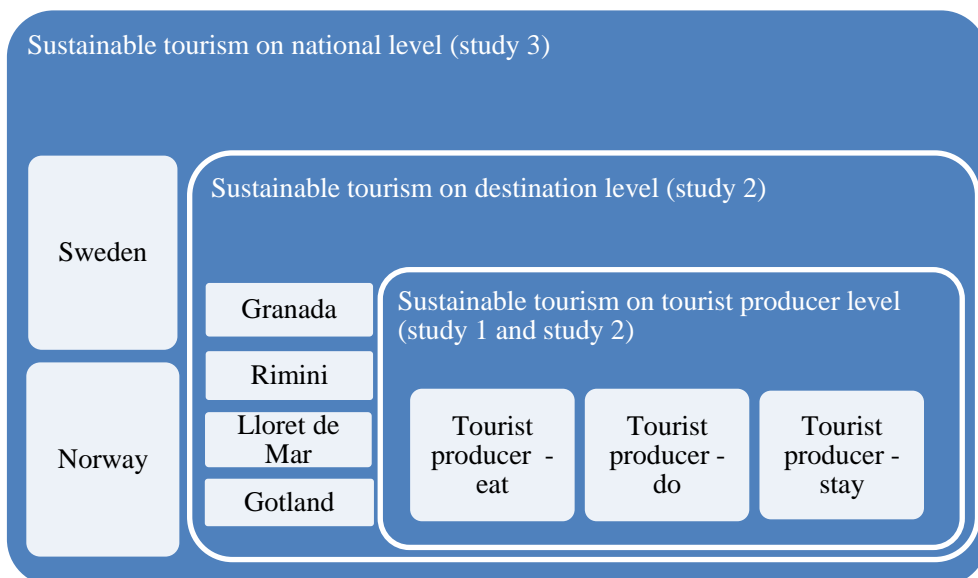 Sustainable tourism on national level (study 3)
Sweden
Norway
Sustainable tourism on destination level (study 2)
Granada
Rimini
Lloret de
Mar
Gotland
Sustainable tourism on tourist producer level
(study 1 and study 2)
Tourist
producer -
eat
Tourist
producer -
do
Tourist
producer -
stay